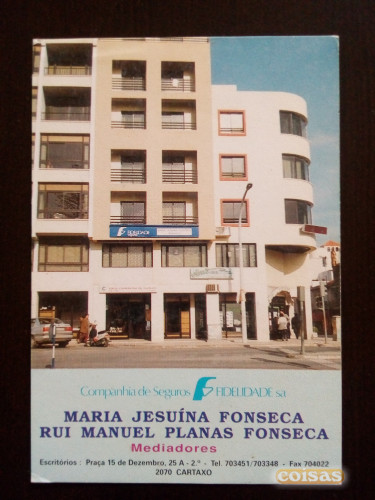 FIDELIDADE
Companhia de Seguros FIDELIDADE sa
MARIA JESUÍNA FONSECA
RUI MANUEL PLANAS FONSECA
Mediadores
Escritórios : Praça 15 de Dezembro, 25 A - 2.º - Tel. 703451/703348 - Fax 704022
2070 CARTAXO
coisas